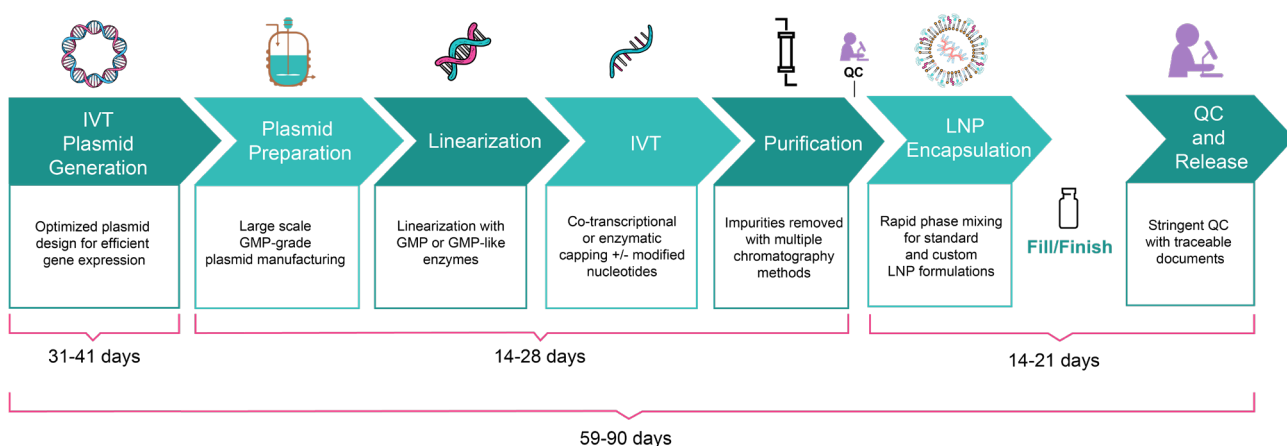 QC
IVT
Plasmid
Generation
Plasmid
Preparation
Linearization
IVT
Purification
LNP
Encapsulation
QC
and
Release
Optimized plasmid
design for efficient
gene expression
Large scale
GMP-grade
plasmid manufacturing
Linearization with
GMP or GMP-like
enzymes
Co-transcriptional
or enzymatic
capping +/- modified
nucleotides
Impurities removed
with multiple
chromatography
methods
Rapid phase mixing
for standard
and custom
LNP formulations
Fill/Finish
Stringent QC
with traceable
documents
31-41 days
14-28 days
14-21 days
59-90 days